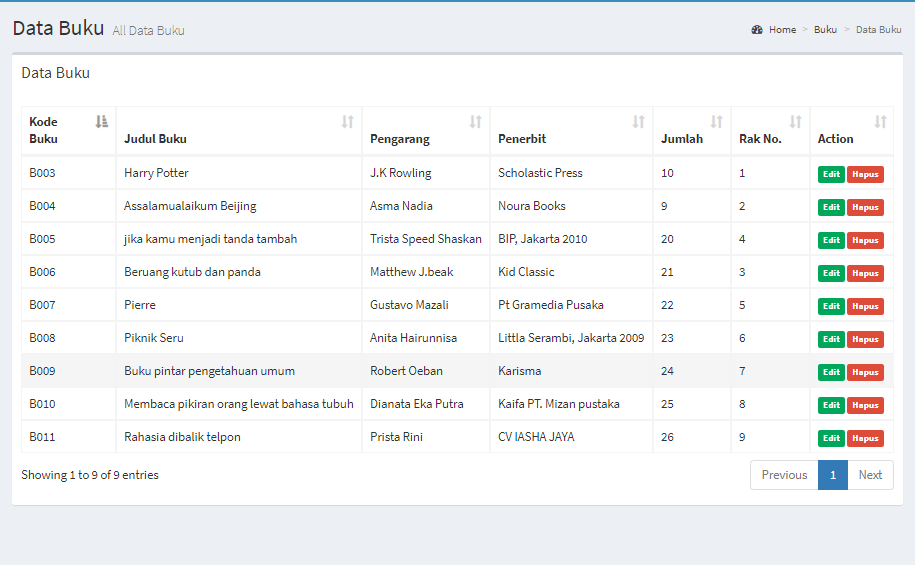 Data Buku All Data Buku
Home > Buku > Data Buku
Data Buku
Kode Buku Judul Buku Pengarang Penerbit Jumlah Rak No. Action
B003 Harry Potter J.K Rowling Scholastic Press 10 1 Edit Hapus
B004 Assalamualaikum Beijing Asma Nadia Noura Books 9 2 Edit Hapus
B005 jika kamu menjadi tanda tambah Trista Speed Shaskan BIP, Jakarta 2010 20 4 Edit Hapus
B006 Beruang kutub dan panda Matthew J.beak Kid Classic 21 3 Edit Hapus
B007 Pierre Gustavo Mazali Pt Gramedia Pusaka 22 5 Edit Hapus
B008 Piknik Seru Anita Hairunnisa Littla Serambi, Jakarta 2009 23 6 Edit Hapus
B009 Buku pintar pengetahuan umum Robert Oeban Karisma 24 7 Edit Hapus
B010 Membaca pikiran orang lewat bahasa tubuh Dianata Eka Putra Kaifa PT. Mizan pustaka 25 8 Edit Hapus
B011 Rahasia dibalik telpon Prista Rini CV IASHA JAYA 26 9 Edit Hapus
Showing 1 to 9 of 9 entries
Previous 1 Next